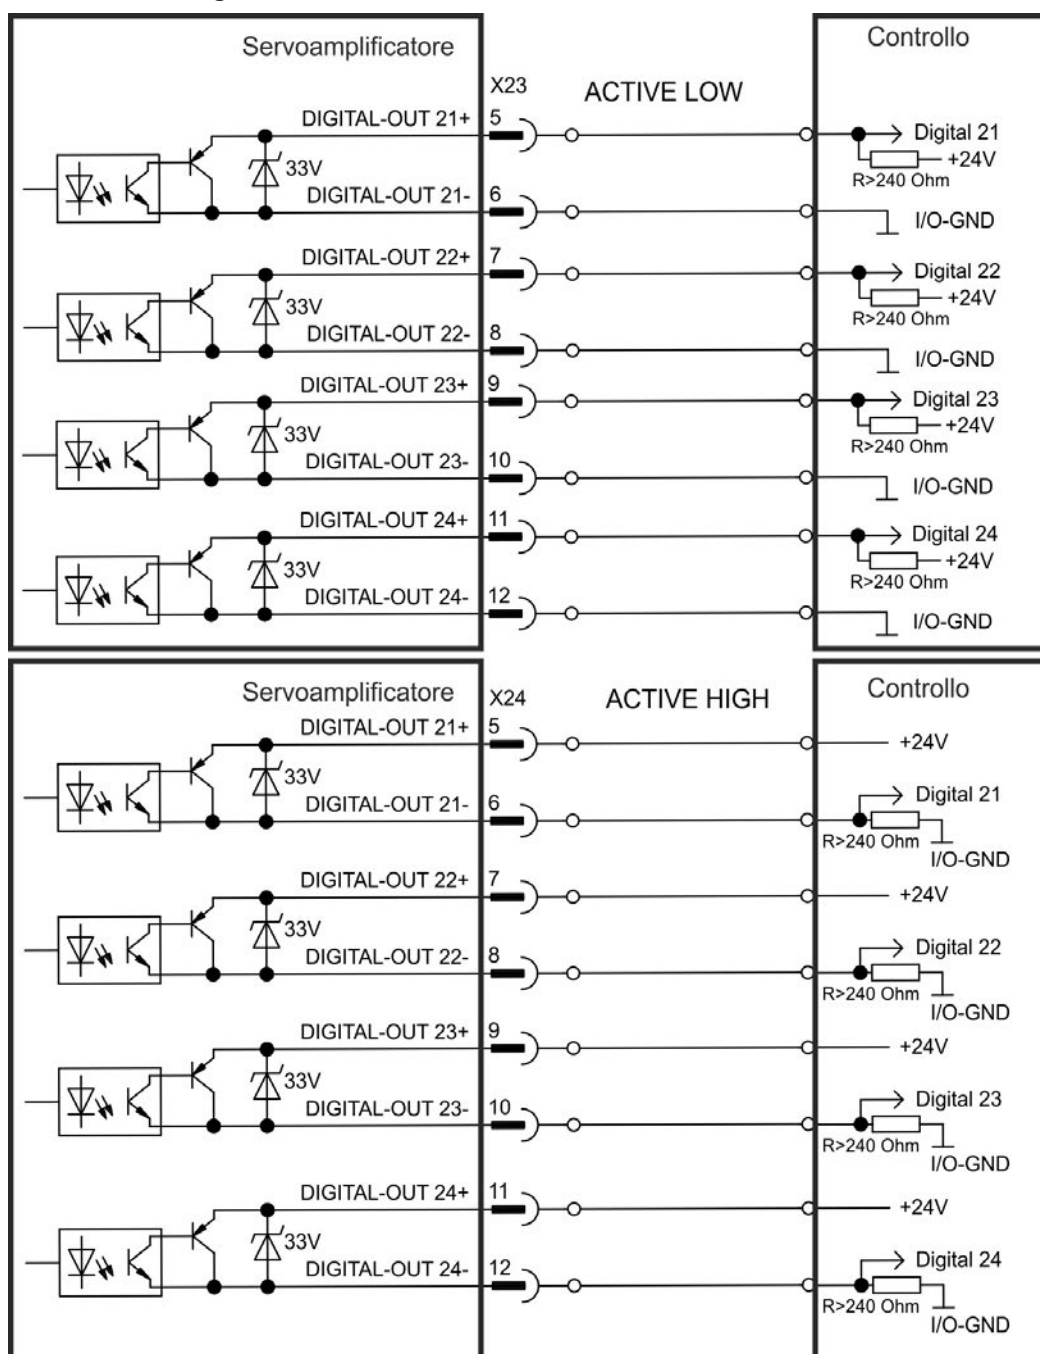 Servoamplificatore
Controllo
X23
ACTIVE LOW
DIGITAL-OUT 21+
5
Digital 21
33V
+24V
R>240 Ohm
DIGITAL-OUT 21-
6
I/O-GND
DIGITAL-OUT 22+
7
Digital 22
33V
+24V
R>240 Ohm
DIGITAL-OUT 22-
8
I/O-GND
DIGITAL-OUT 23+
9
Digital 23
33V
+24V
R>240 Ohm
DIGITAL-OUT 23-
10
I/O-GND
DIGITAL-OUT 24+
11
Digital 24
33V
+24V
R>240 Ohm
DIGITAL-OUT 24-
12
I/O-GND
Servoamplificatore
Controllo
X24
ACTIVE HIGH
DIGITAL-OUT 21+
5
+24V
33V
DIGITAL-OUT 21-
6
Digital 21
R>240 Ohm
I/O-GND
DIGITAL-OUT 22+
7
+24V
33V
DIGITAL-OUT 22-
8
Digital 22
R>240 Ohm
I/O-GND
DIGITAL-OUT 23+
9
+24V
33V
DIGITAL-OUT 23-
10
Digital 23
R>240 Ohm
I/O-GND
DIGITAL-OUT 24+
11
+24V
33V
DIGITAL-OUT 24-
12
Digital 24
R>240 Ohm
I/O-GND